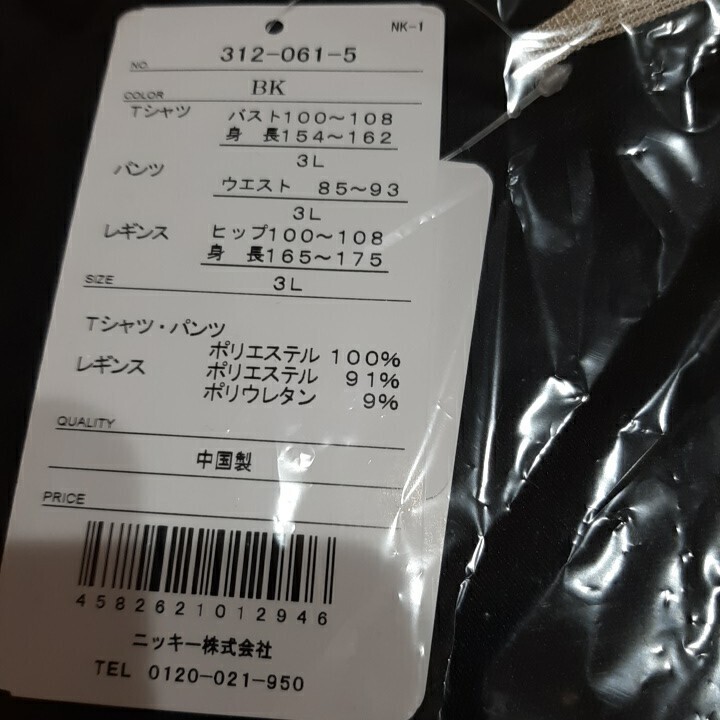 NK-1
NO. 312-061-5
COLOR BK
Tシャツ バスト100～108
身 長154～162
3L
パンツ ウエスト 85～93
3L
レギンス ヒップ100～108
身 長165～175
SIZE 3L
Tシャツ・パンツ
ポリエステル 100%
レギンス ポリエステル 91%
ポリウレタン 9%
QUALITY
中国製
PRICE
4582621012946
ニッキー株式会社
TEL 0120-021-950